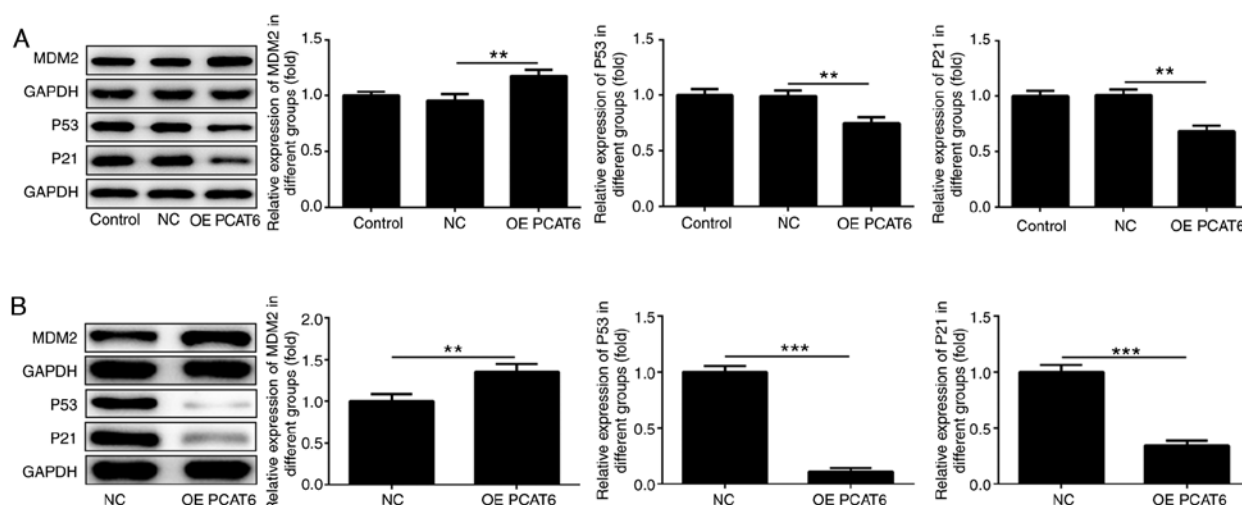 A
MDM2
GAPDH
P53
P21
GAPDH
Control NC OE PCAT6
Relative expression of MDM2 in
different groups (fold)
1.5
1.0
0.5
0.0
**
Control NC OE PCAT6
Relative expression of P53 in
different groups (fold)
1.5
1.0
0.5
0.0
**
Control NC OE PCAT6
Relative expression of P21 in
different groups (fold)
1.5
1.0
0.5
0.0
**
Control NC OE PCAT6
B
MDM2
GAPDH
P53
P21
GAPDH
NC OE PCAT6
Relative expression of MDM2 in
different groups (fold)
2.0
1.5
1.0
0.5
0.0
**
NC OE PCAT6
Relative expression of P53 in
different groups (fold)
1.5
1.0
0.5
0.0
***
NC OE PCAT6
Relative expression of P21 in
different groups (fold)
1.5
1.0
0.5
0.0
***
NC OE PCAT6